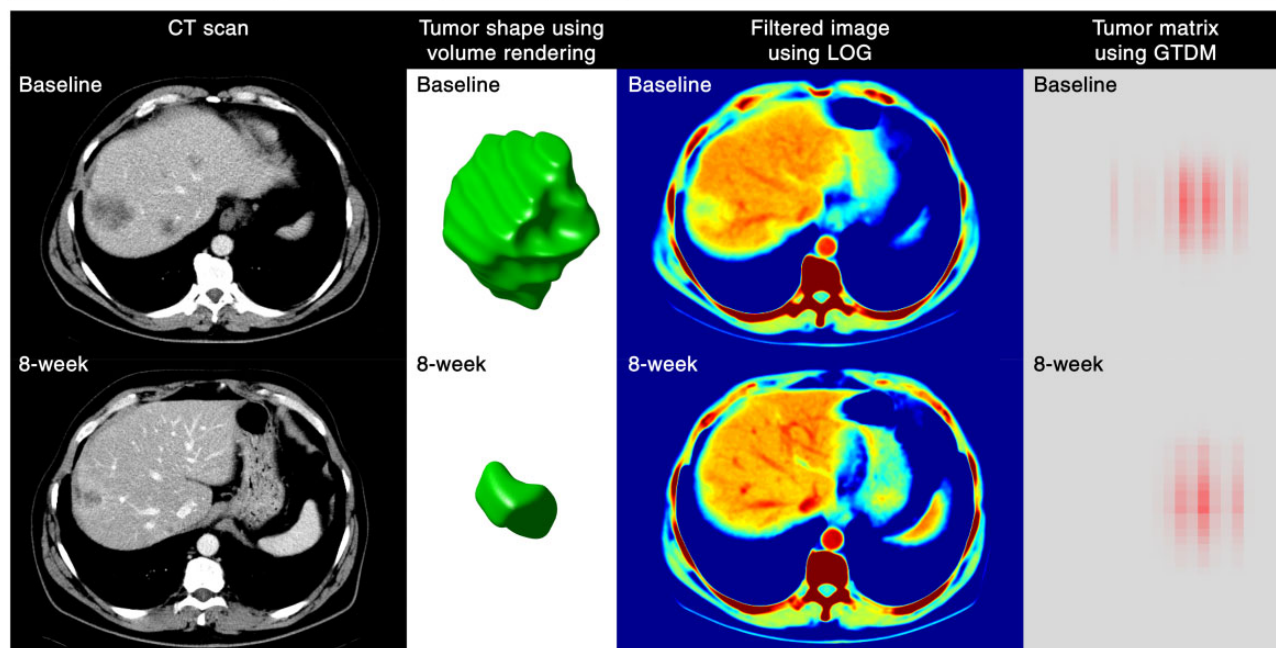 CT scan
Tumor shape using
volume rendering
Filtered image
using LOG
Tumor matrix
using GTDM
Baseline
Baseline
Baseline
Baseline
8-week
8-week
8-week
8-week